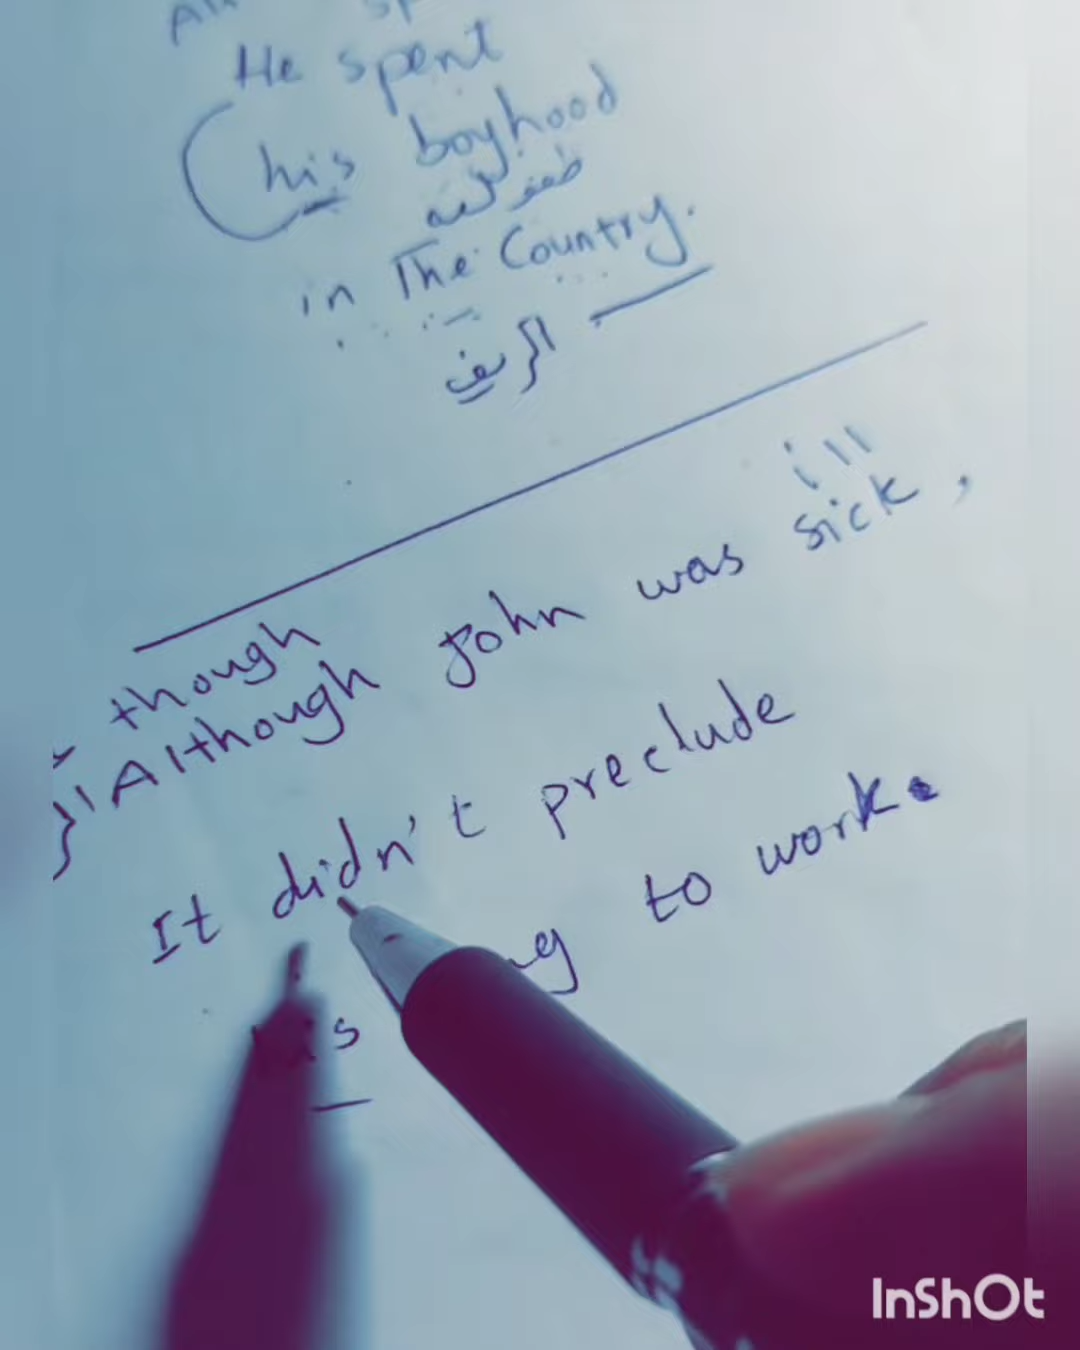 He spent
his boyhood
طفولته
in The Country.
الريف
ill
though
Although John was sick,
It didn't preclude
to work.
InShOt